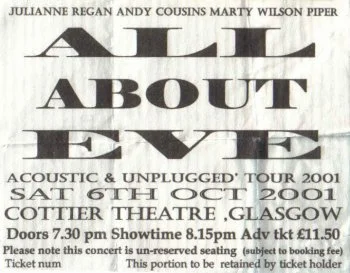 JULIANNE REGAN ANDY COUSINS MARTY WILSON PIPER
ALL
ABOUT
EVE
ACOUSTIC & UNPLUGGED' TOUR 2001
SAT 6TH OCT 2001
COTTIER THEATRE ,GLASGOW
Doors 7.30 pm Showtime 8.15pm Adv tkt £11.50
Please note this concert is un-reserved seating (subject to booking fee)
Ticket num This portion to be retained by ticket holder